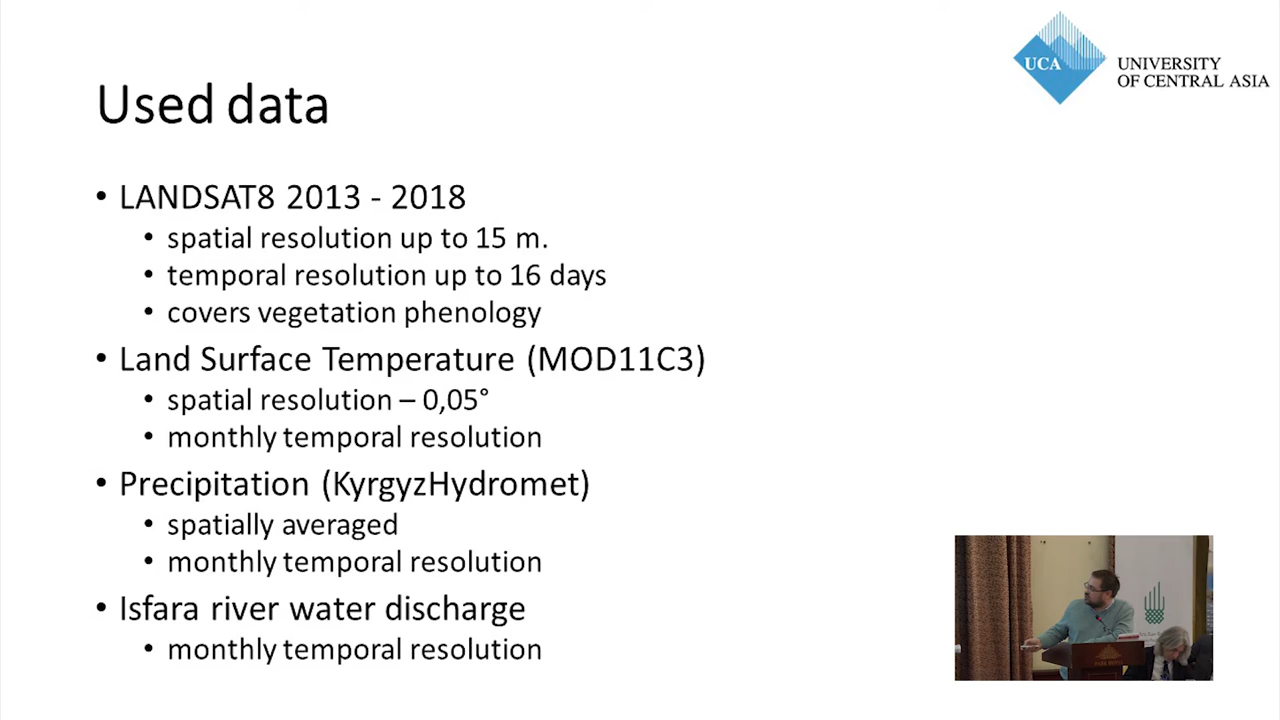 UCA
UNIVERSITY
OF CENTRAL ASIA
Used data
• LANDSAT8 2013 - 2018
• spatial resolution up to 15 m.
• temporal resolution up to 16 days
• covers vegetation phenology
• Land Surface Temperature (MOD11C3)
• spatial resolution – 0,05°
• monthly temporal resolution
• Precipitation (KyrgyzHydromet)
• spatially averaged
• monthly temporal resolution
• Isfara river water discharge
• monthly temporal resolution